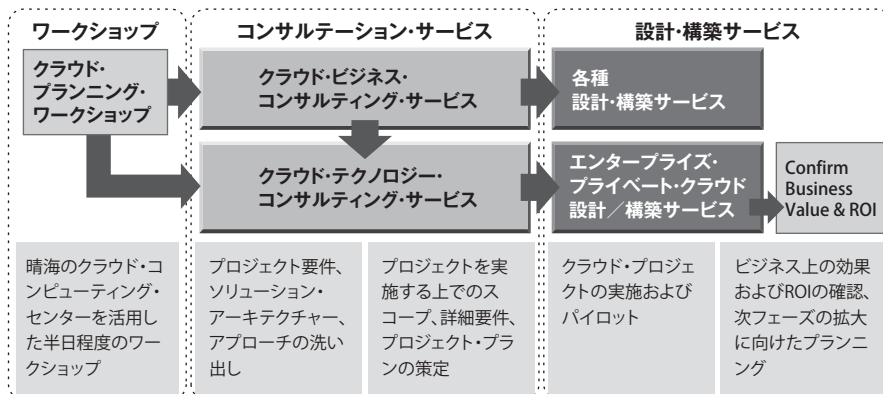 ワークショップ
コンサルテーション・サービス
設計・構築サービス
クラウド・
プランニング・
ワークショップ
クラウド・ビジネス・
コンサルティング・サービス
各種
設計・構築サービス
クラウド・テクノロジー・
コンサルティング・サービス
エンタープライズ・
プライベート・クラウド
設計／構築サービス
Confirm
Business
Value & ROI
晴海のクラウド・コ
ンピューティング・
センターを活用し
た半日程度のワー
クショップ
プロジェクト要件、
ソリューション・
アーキテクチャー、
アプローチの洗い
出し
プロジェクトを実
施する上でのス
コープ、詳細要件、
プロジェクト・プラ
ンの策定
クラウド・プロジェ
クトの実施および
パイロット
ビジネス上の効果
およびROIの確認、
次フェーズの拡大
に向けたプランニ
ング